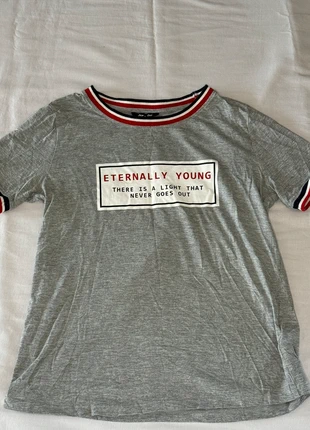 ETERNALLY YOUNG
THERE IS A LIGHT THAT
NEVER GOES OUT